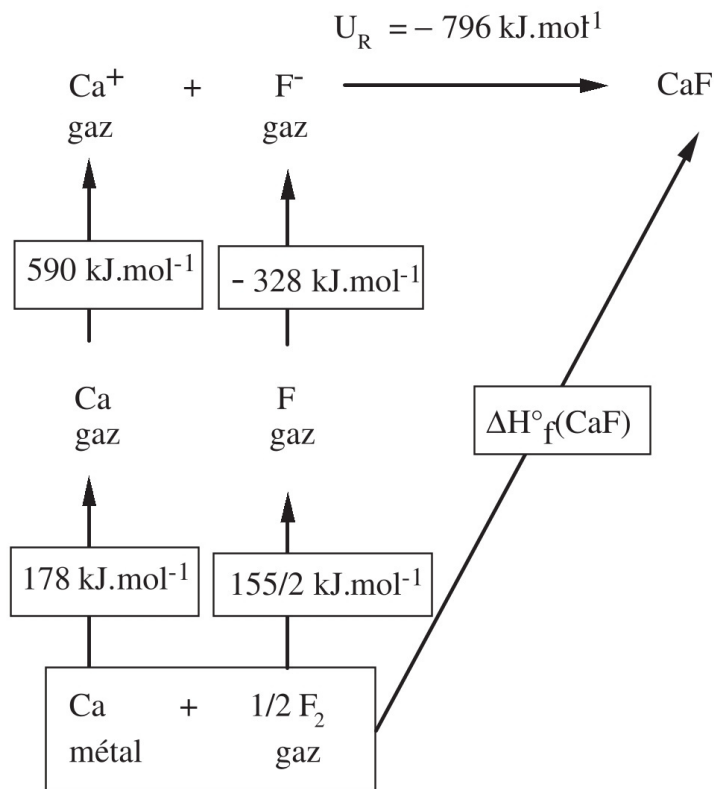 U_R = – 796 kJ.mol⁻¹
Ca⁺ + F⁻ CaF
gaz gaz
590 kJ.mol⁻¹ - 328 kJ.mol⁻¹
Ca F
gaz gaz
ΔH°f(CaF)
178 kJ.mol⁻¹ 155/2 kJ.mol⁻¹
Ca + 1/2 F₂
métal gaz